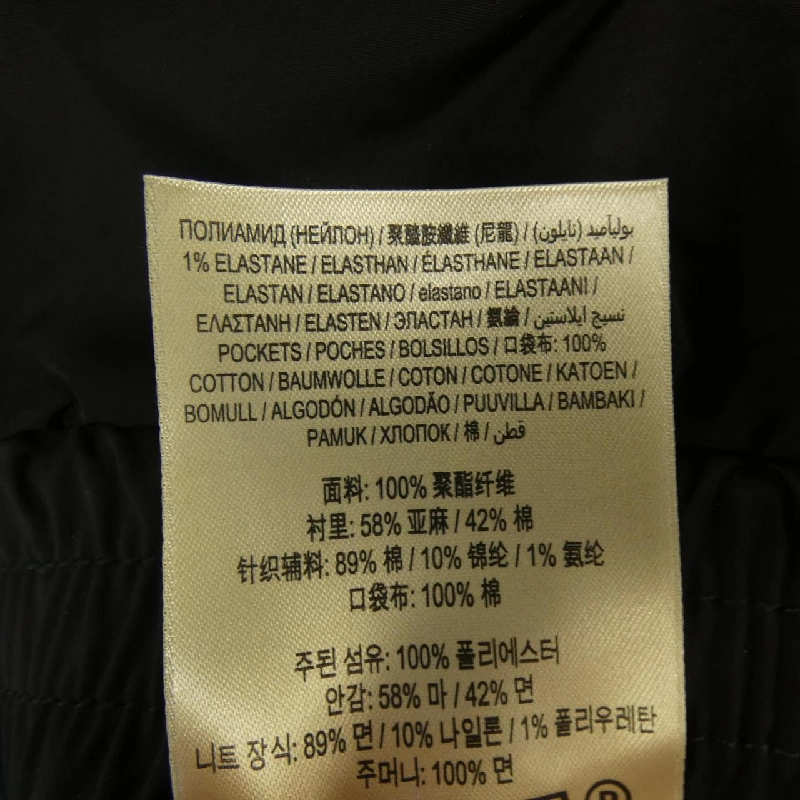 ПОЛИАМИД (НЕЙЛОН) / 聚醯胺纖維 (尼龍) / بوليآميد (نايلون)
1% ELASTANE / ELASTHAN / ÉLASTHANE / ELASTAAN /
ELASTAN / ELASTANO / elastano / ELASTAANI /
ΕΛΑΣΤΑΝΗ / ELASTEN / ЭЛАСТАН / 氨綸 / نسيج ايلاستين
POCKETS / POCHES / BOLSILLOS / 口袋布: 100%
COTTON / BAUMWOLLE / COTON / COTONE / KATOEN /
BOMULL / ALGODÓN / ALGODÃO / PUUVILLA / BAMBAKI /
PAMUK / ХЛОПОК / 棉 / قطن
面料: 100% 聚酯纤维
衬里: 58% 亚麻 / 42% 棉
针织辅料: 89% 棉 / 10% 锦纶 / 1% 氨纶
口袋布: 100% 棉
주된 섬유: 100% 폴리에스터
안감: 58% 마 / 42% 면
니트 장식: 89% 면 / 10% 나일론 / 1% 폴리우레탄
주머니: 100% 면